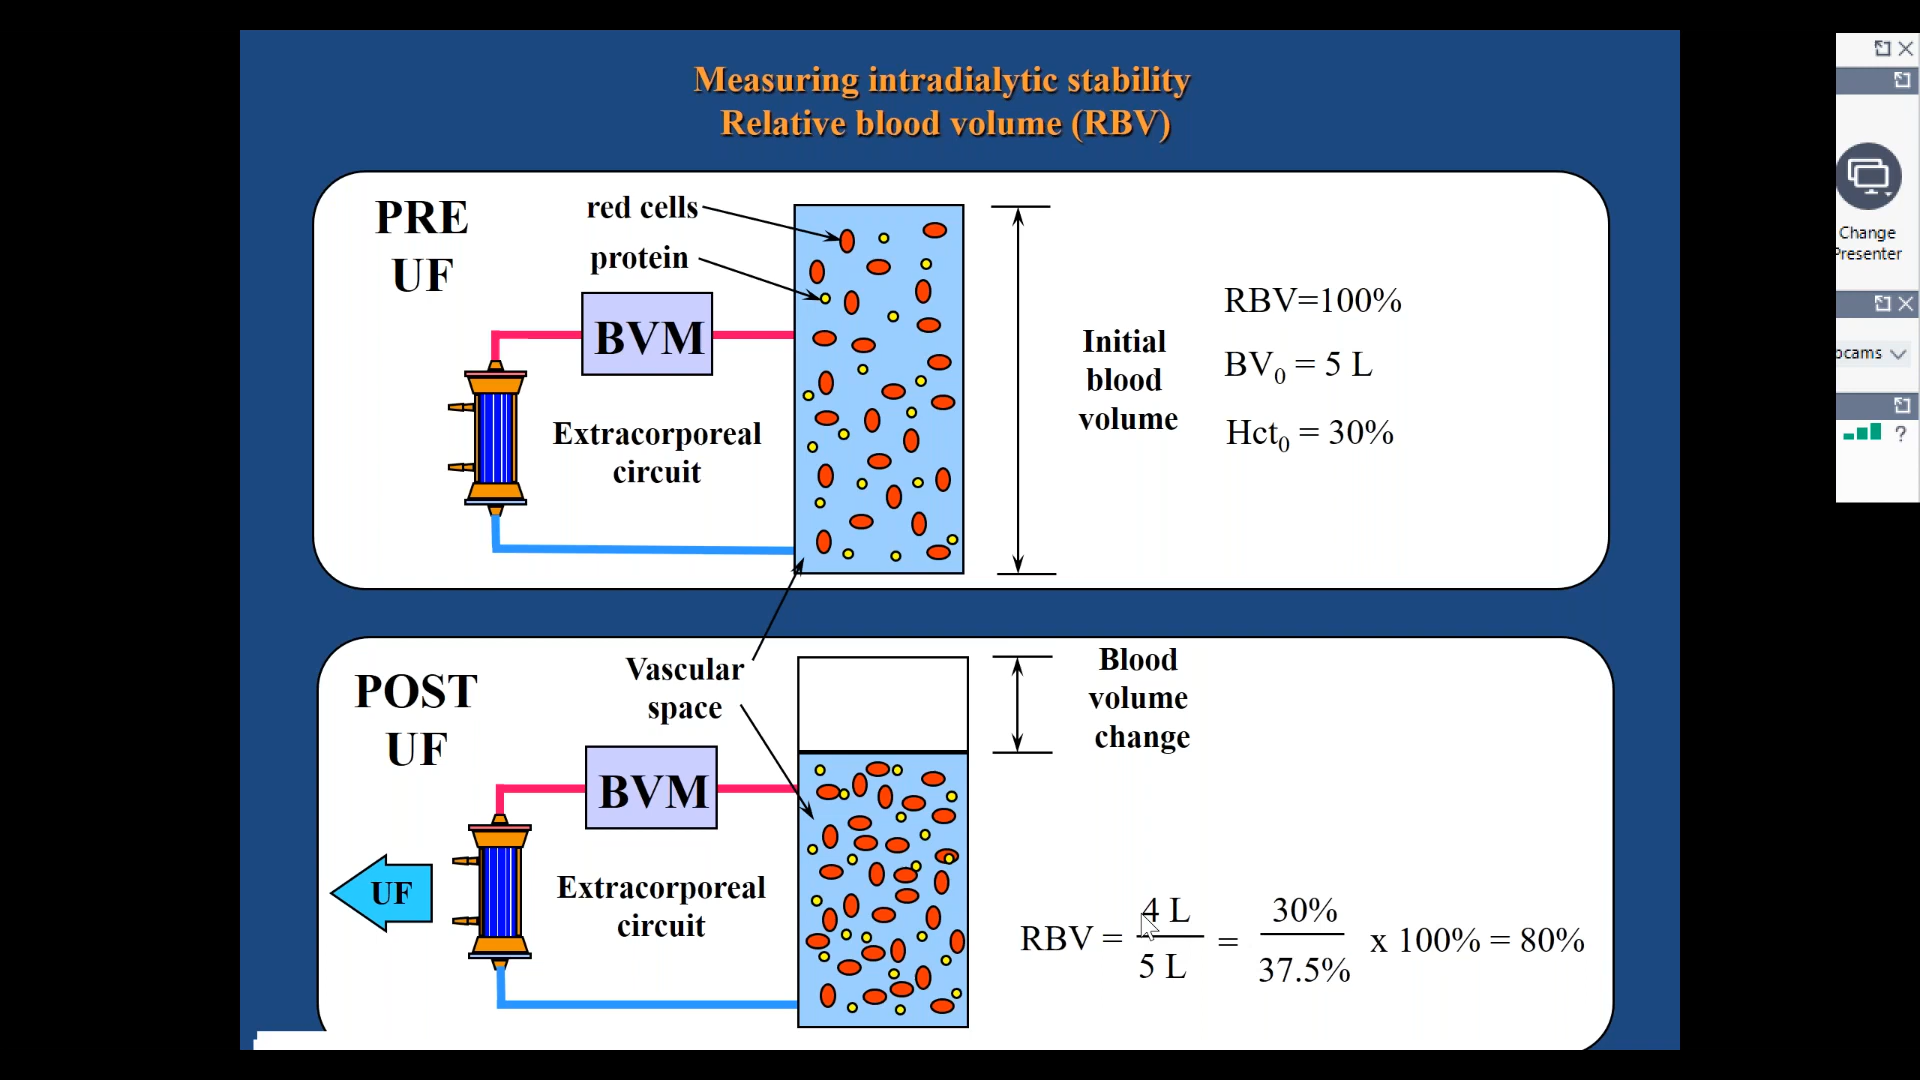 Measuring intradialytic stability
Relative blood volume (RBV)
PRE
UF
red cells
protein
BVM
Extracorporeal
circuit
Initial
blood
volume
RBV=100%
BV₀ = 5 L
Hct₀ = 30%
Vascular
space
POST
UF
BVM
UF
Extracorporeal
circuit
Blood
volume
change
RBV = 4 L / 5 L = 30% / 37.5% x 100% = 80%
Change
Presenter
bcams
?